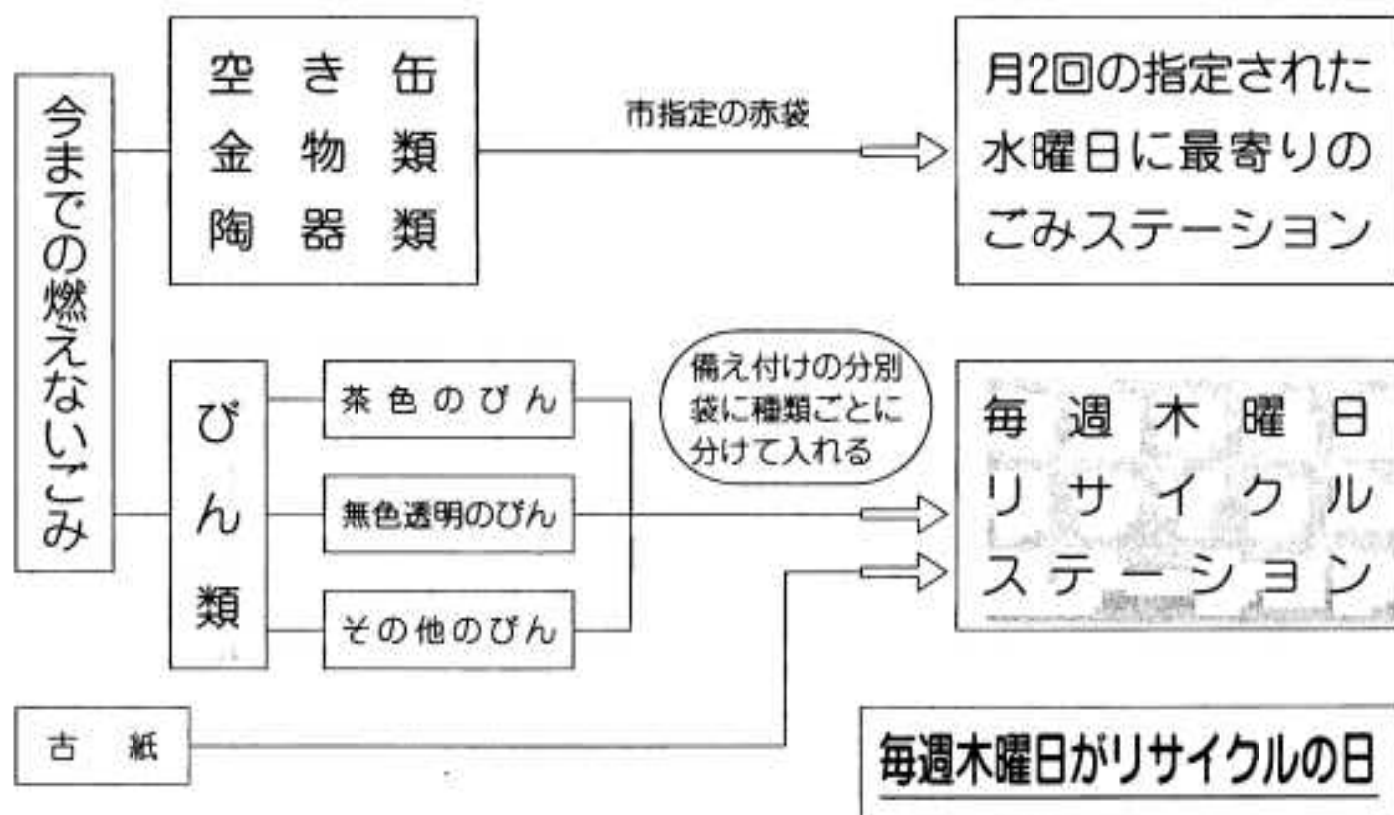 今までの燃えないごみ
空き缶
金物類
陶器類
市指定の赤袋
月2回の指定された
水曜日に最寄りの
ごみステーション
びん類
茶色のびん
無色透明のびん
その他のびん
備え付けの分別
袋に種類ごとに
分けて入れる
毎週木曜日
リサイクル
ステーション
古紙
毎週木曜日がリサイクルの日